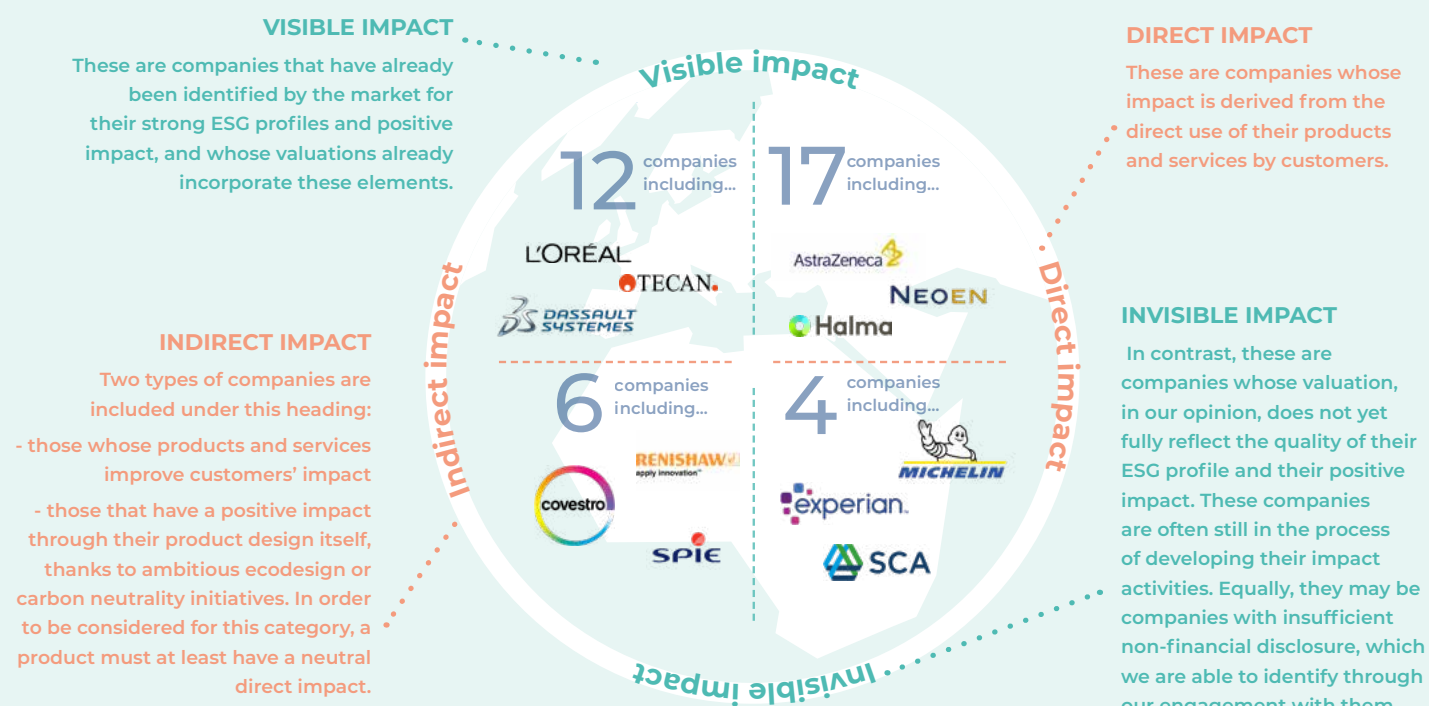 VISIBLE IMPACT
These are companies that have already
been identified by the market for
their strong ESG profiles and positive
impact, and whose valuations already
incorporate these elements.
INDIRECT IMPACT
Two types of companies are
included under this heading:
- those whose products and services
improve customers' impact
- those that have a positive impact
through their product design itself,
thanks to ambitious ecodesign or
carbon neutrality initiatives. In order
to be considered for this category, a
product must at least have a neutral
direct impact.
Visible impact
Indirect impact
Direct impact
Invisible impact
12 companies
including...
L'ORÉAL
TECAN.
DASSAULT
SYSTEMES
17 companies
including...
AstraZeneca
NEOEN
Halma
6 companies
including...
RENISHAW
apply innovation™
covestro
SPIE
4 companies
including...
MICHELIN
experian.
SCA
DIRECT IMPACT
These are companies whose
impact is derived from the
direct use of their products
and services by customers.
INVISIBLE IMPACT
In contrast, these are
companies whose valuation,
in our opinion, does not yet
fully reflect the quality of their
ESG profile and their positive
impact. These companies
are often still in the process
of developing their impact
activities. Equally, they may be
companies with insufficient
non-financial disclosure, which
we are able to identify through
our engagement with them